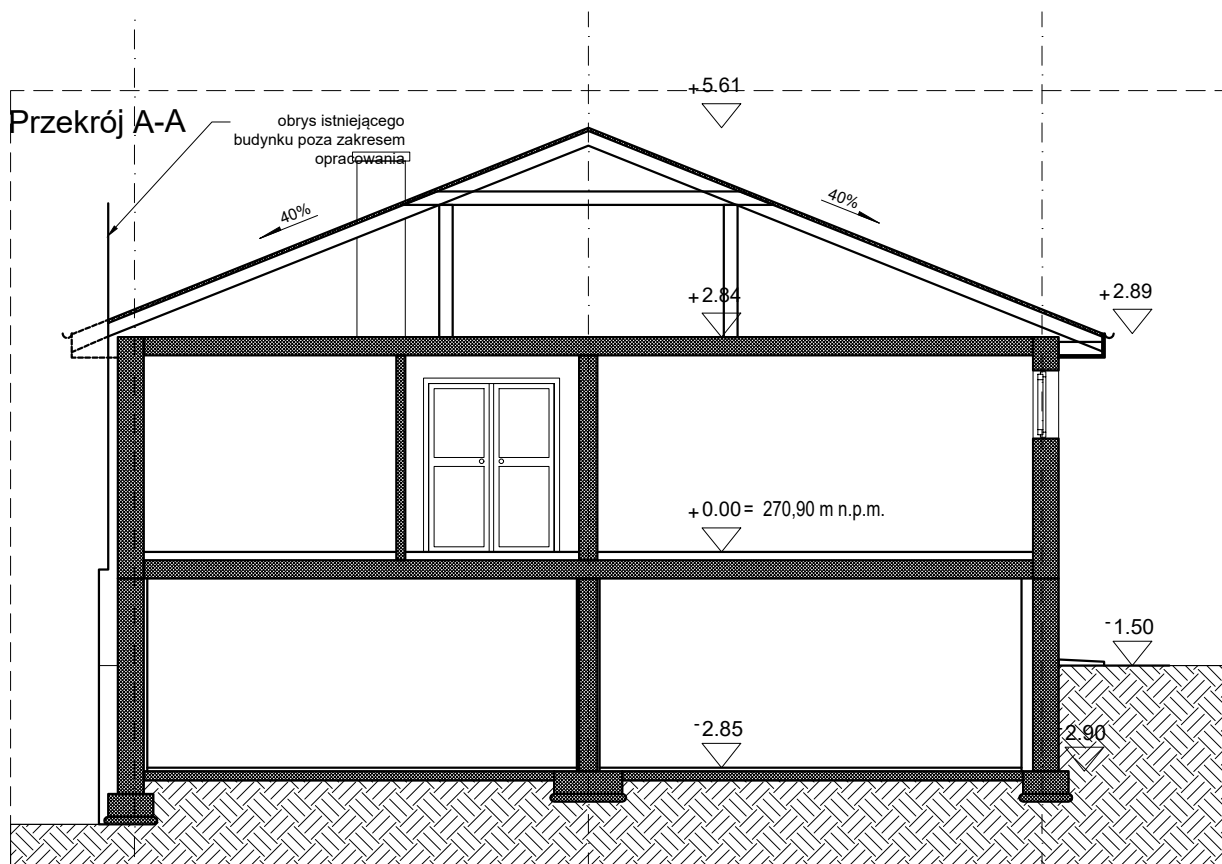 +5.61
Przekrój A-A
obrys istniejącego
budynku poza zakresem
opracowania
40%
40%
+2.84
+2.89
+0.00= 270,90 m n.p.m.
-1.50
-2.85
-2.90